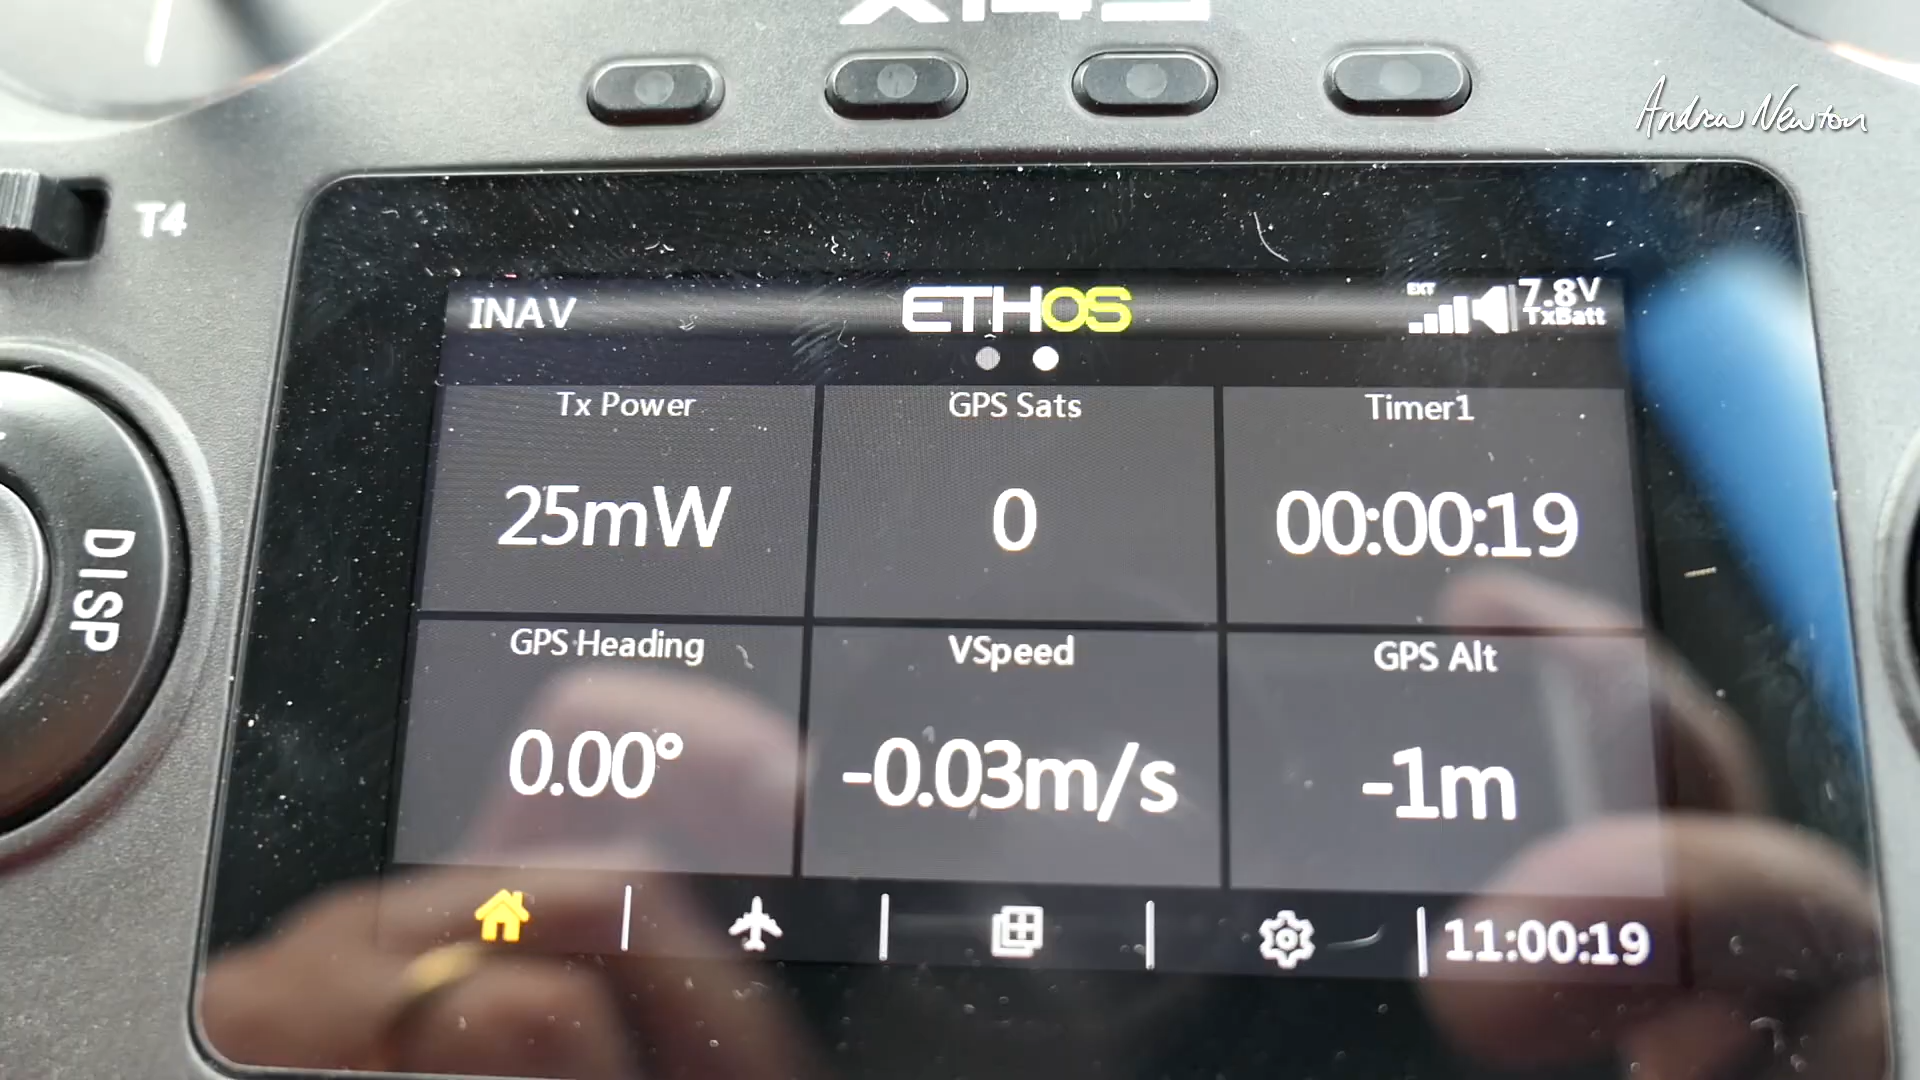 Andrew Newton
T4
DISP
INAV
ETHOS
EXT
7.8V
TxBatt
Tx Power
25mW
GPS Sats
0
Timer1
00:00:19
GPS Heading
0.00°
VSpeed
-0.03m/s
GPS Alt
-1m
11:00:19